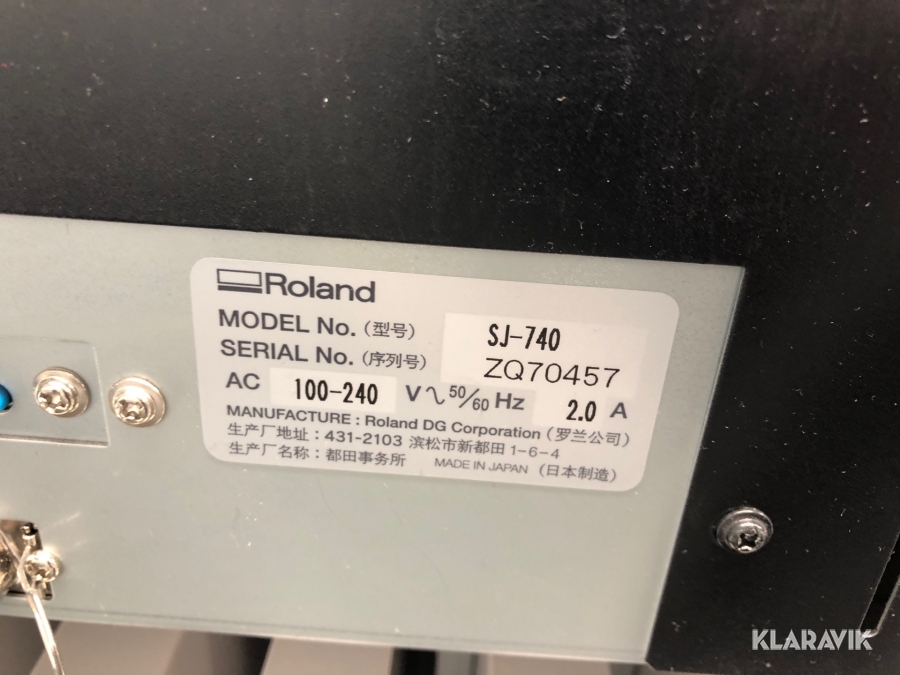 Roland
MODEL No.（型号） SJ-740
SERIAL No.（序列号） ZQ70457
AC 100-240 V∿ 50/60 Hz 2.0 A
MANUFACTURE : Roland DG Corporation（罗兰公司）
生产厂地址：431-2103 滨松市新都田 1-6-4
生产厂名称：都田事务所 MADE IN JAPAN （日本制造）
KLARAVIK